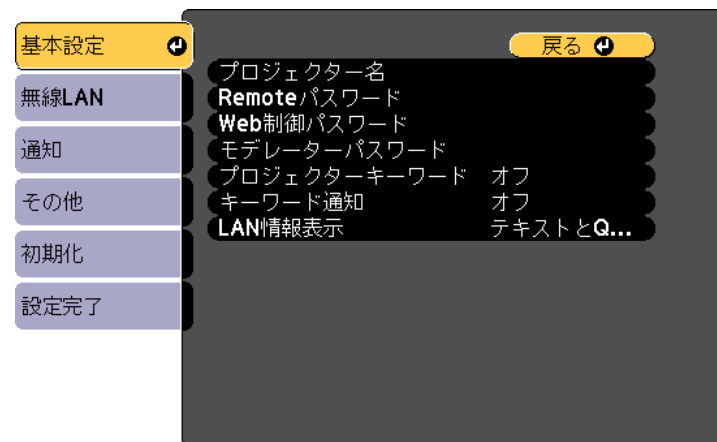 基本設定
無線LAN
通知
その他
初期化
設定完了
戻る
プロジェクター名
Remoteパスワード
Web制御パスワード
モデレーターパスワード
プロジェクターキーワード オフ
キーワード通知 オフ
LAN情報表示 テキストとQ...